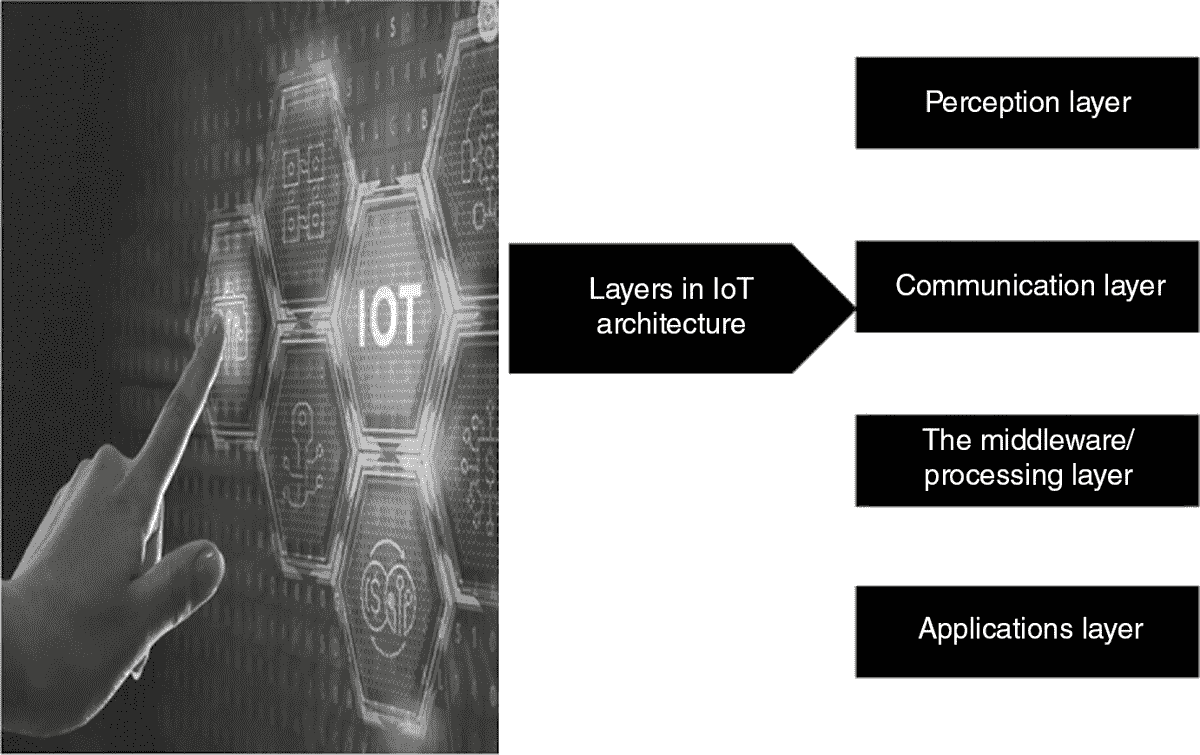 IOT
Layers in IoT
architecture
Perception layer
Communication layer
The middleware/
processing layer
Applications layer